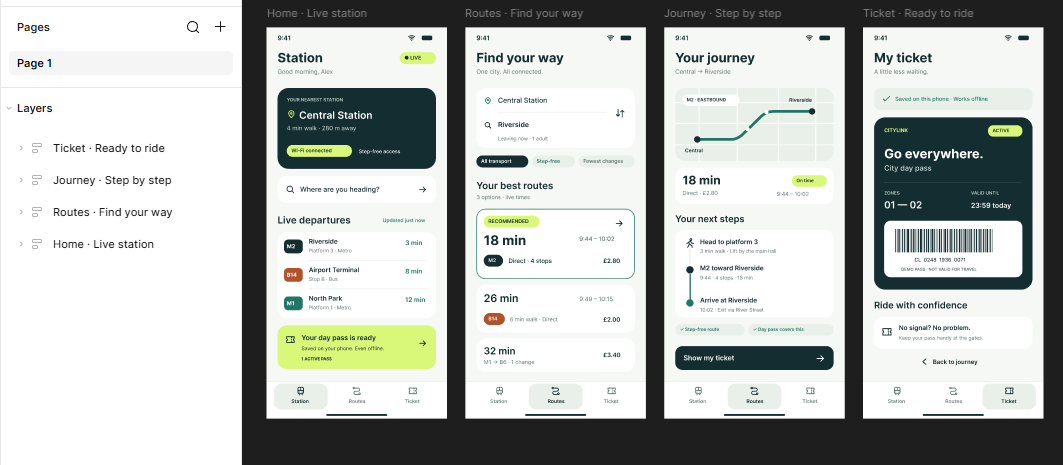 Pages
Page 1
Layers
Ticket · Ready to ride
Journey · Step by step
Routes · Find your way
Home · Live station
Home · Live station
9:41
Station
LIVE
Good morning, Alex
YOUR NEAREST STATION
Central Station
4 min walk · 280 m away
Wi-Fi connected
Step-free access
Where are you heading?
Live departures
Updated just now
M2
Riverside
Platform 3 · Metro
3 min
B14
Airport Terminal
Stop B · Bus
8 min
M1
North Park
Platform 1 · Metro
12 min
Your day pass is ready
Saved on your phone. Even offline.
1 ACTIVE PASS
Station
Routes
Ticket
Routes · Find your way
9:41
Find your way
One city. All connected.
Central Station
Riverside
Leaving now · 1 adult
All transport
Step-free
Fewest changes
Your best routes
3 options · live times
RECOMMENDED
18 min
9:44 – 10:02
M2
Direct · 4 stops
£2.80
26 min
9:49 – 10:15
B14
6 min walk · Direct
£2.00
32 min
M1 → B6 · 1 change
£3.40
Station
Routes
Ticket
Journey · Step by step
9:41
Your journey
Central → Riverside
M2 · EASTBOUND
Riverside
Central
18 min
On time
Direct · £2.80
9:44 – 10:02
Your next steps
Head to platform 3
3 min walk · Lift by the main hall
M2 toward Riverside
9:44 · 4 stops · 18 min
Arrive at Riverside
10:02 · Exit via River Street
✓ Step-free route
✓ Day pass covers this
Show my ticket
Station
Routes
Ticket
Ticket · Ready to ride
9:41
My ticket
A little less waiting.
Saved on this phone · Works offline
CITYLINK
ACTIVE
Go everywhere.
City day pass
ZONES
VALID UNTIL
01 — 02
23:59 today
CL 0248 1936 0071
DEMO PASS · NOT VALID FOR TRAVEL
Ride with confidence
No signal? No problem.
Keep your pass handy at the gates.
Back to journey
Station
Routes
Ticket